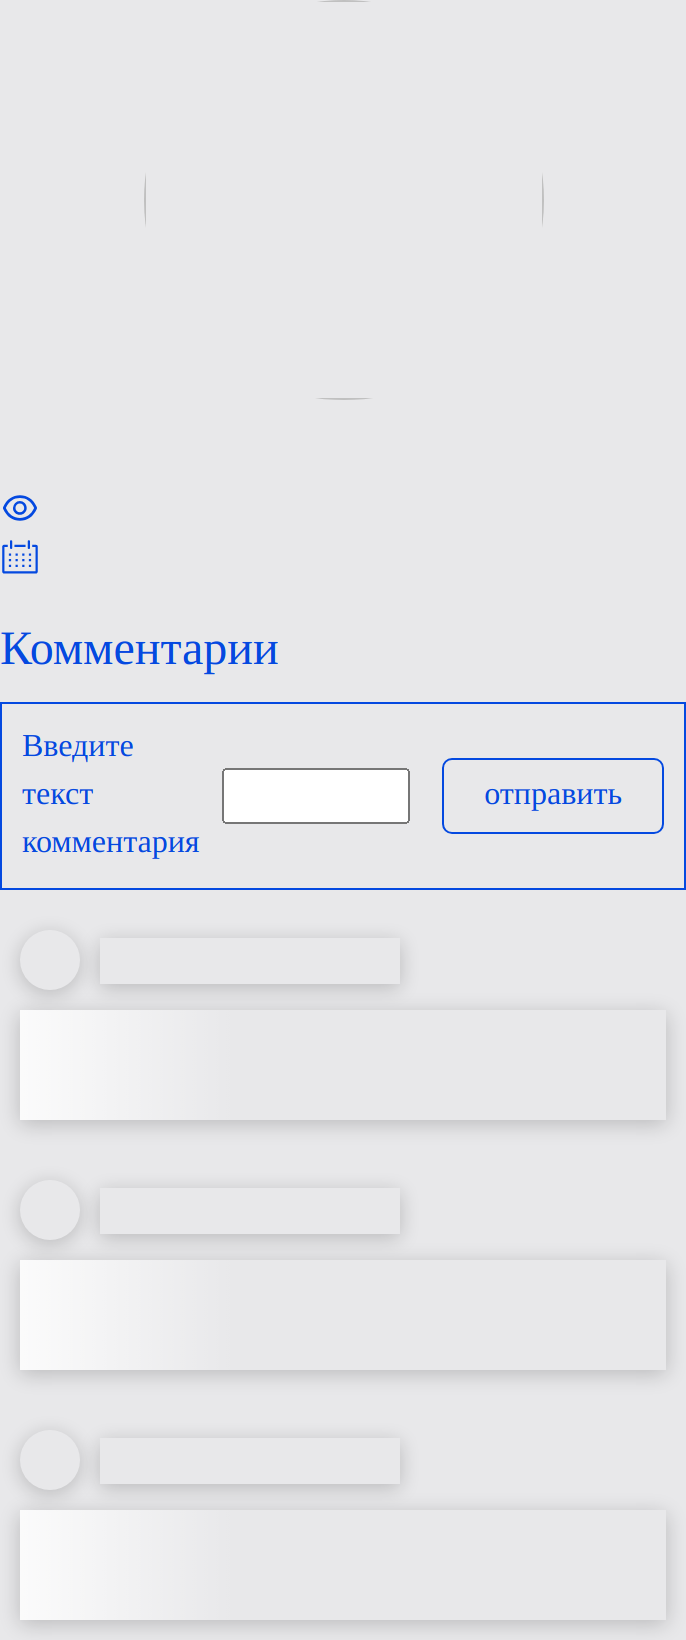 Комментарии
Введите
текст
комментария
отправить